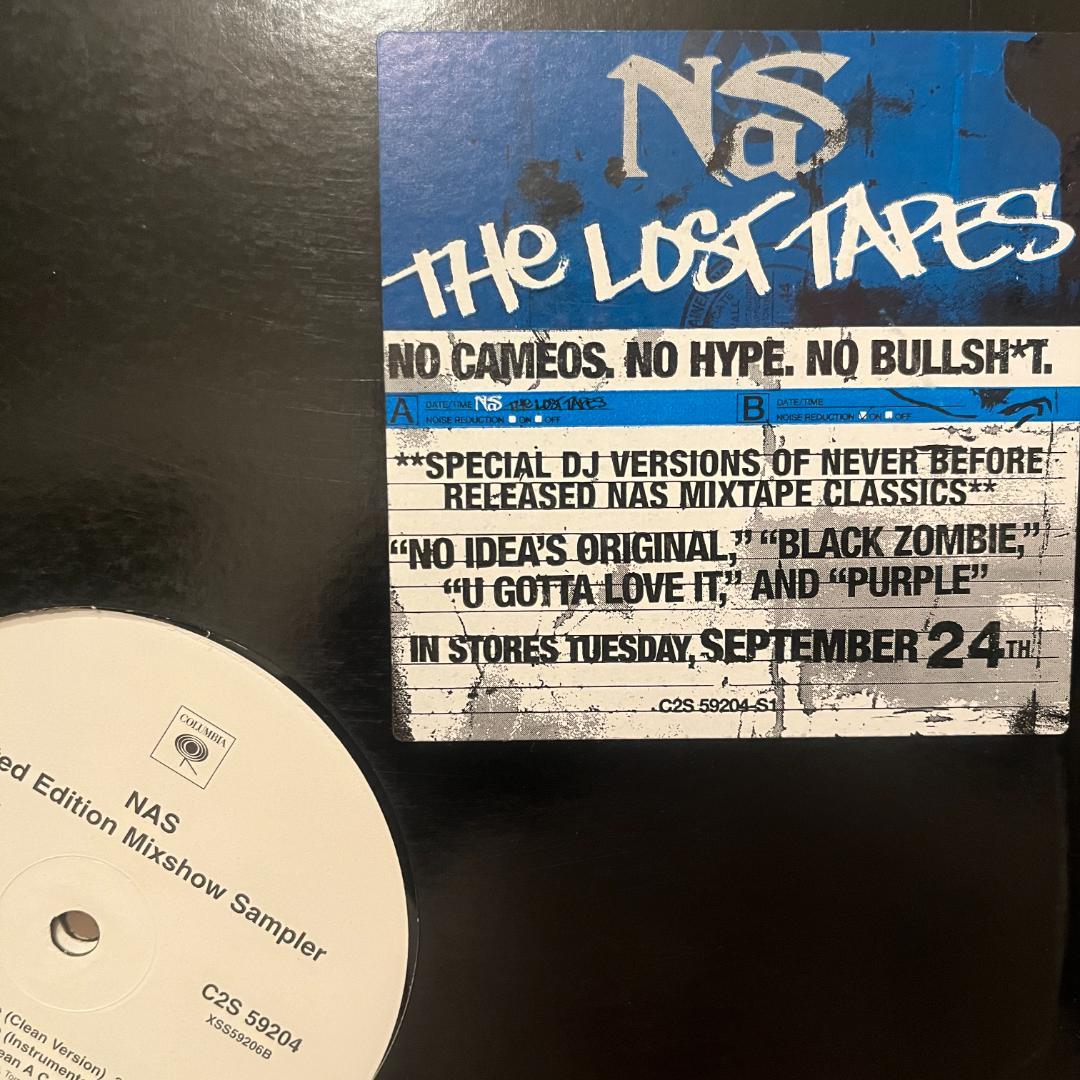 NaS
THE LOST TAPES
NO CAMEOS. NO HYPE. NO BULLSH*T.
A DATE/TIME NaS THE LOST TAPES
NOISE REDUCTION ON OFF
B DATE/TIME
NOISE REDUCTION ON OFF
**SPECIAL DJ VERSIONS OF NEVER BEFORE
RELEASED NAS MIXTAPE CLASSICS**
“NO IDEA’S ORIGINAL,” “BLACK ZOMBIE,”
“U GOTTA LOVE IT,” AND “PURPLE”
IN STORES TUESDAY, SEPTEMBER 24TH
C2S 59204-S1
COLUMBIA
NAS
Edition Mixshow Sampler
C2S 59204
XSS59206B
(Clean Version)